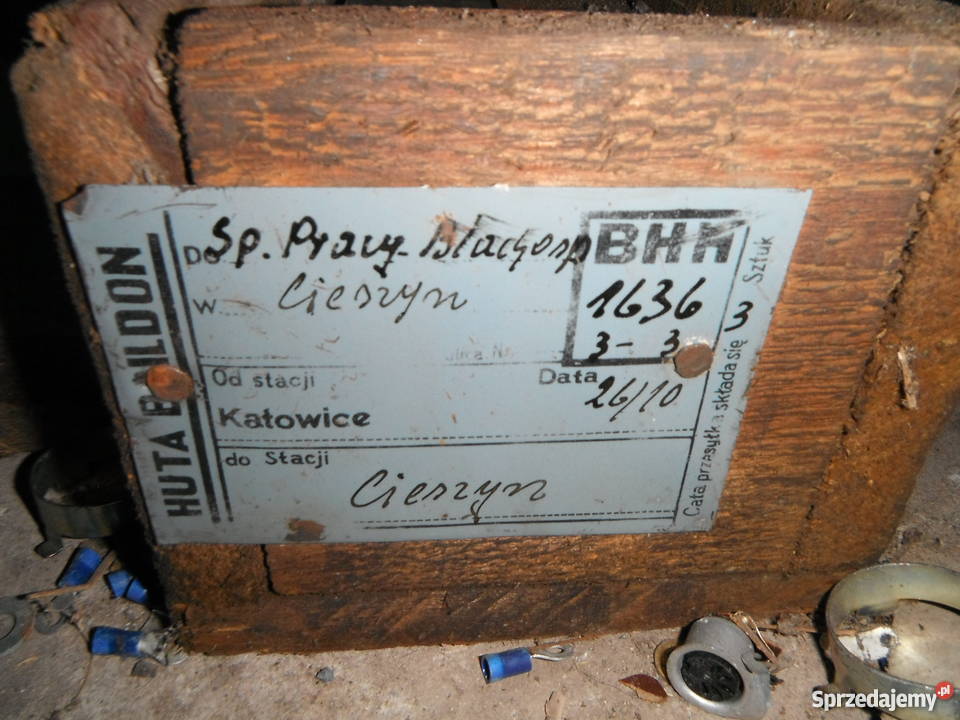 HUTA BAILDON
Do Sp. Pracy. Blachosp
BHH
W Cieszyn
1636
3-3
Od stacji
Data 26/10
Katowice
do Stacji
Cieszyn
Cała przesyłka składa się 3 Sztuk
Sprzedajemy.pl